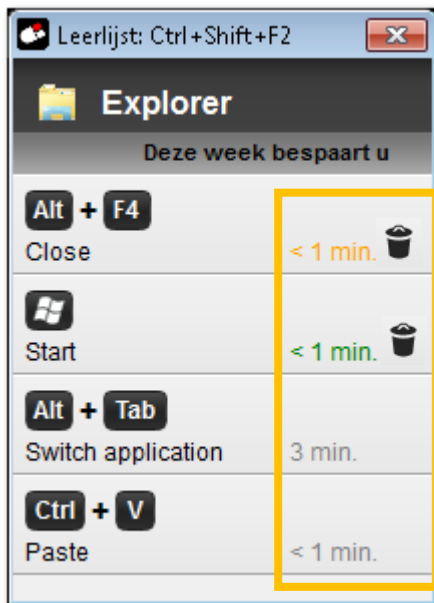 Leerlijst: Ctrl+Shift+F2
Explorer
Deze week bespaart u
Alt + F4
Close
< 1 min.
Start
< 1 min.
Alt + Tab
Switch application
3 min.
Ctrl + V
Paste
< 1 min.